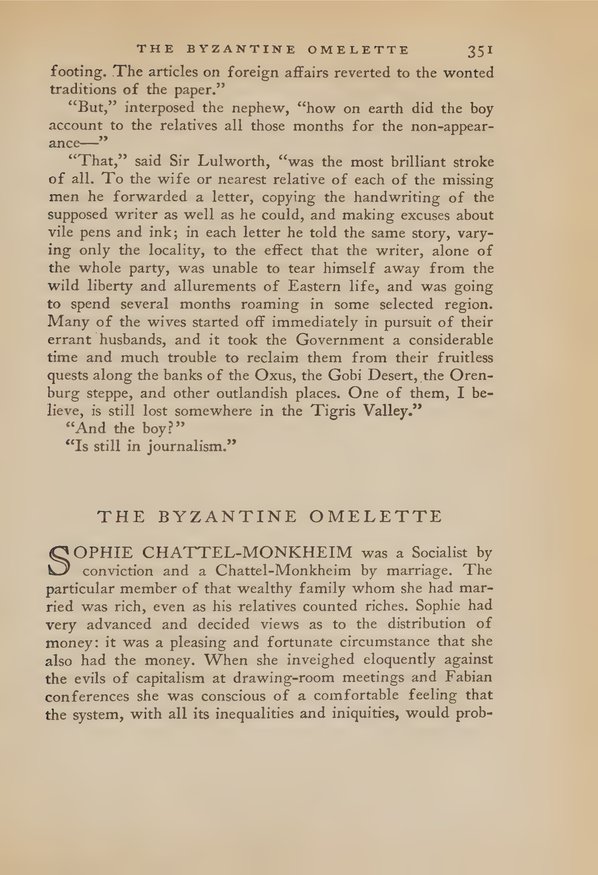 THE BYZANTINE OMELETTE 351
footing. The articles on foreign affairs reverted to the wonted
traditions of the paper.”
“But,” interposed the nephew, “how on earth did the boy
account to the relatives all those months for the non-appear-
ance—”
“That,” said Sir Lulworth, “was the most brilliant stroke
of all. To the wife or nearest relative of each of the missing
men he forwarded a letter, copying the handwriting of the
supposed writer as well as he could, and making excuses about
vile pens and ink; in each letter he told the same story, vary-
ing only the locality, to the effect that the writer, alone of
the whole party, was unable to tear himself away from the
wild liberty and allurements of Eastern life, and was going
to spend several months roaming in some selected region.
Many of the wives started off immediately in pursuit of their
errant husbands, and it took the Government a considerable
time and much trouble to reclaim them from their fruitless
quests along the banks of the Oxus, the Gobi Desert, the Oren-
burg steppe, and other outlandish places. One of them, I be-
lieve, is still lost somewhere in the Tigris Valley.”
“And the boy?”
“Is still in journalism.”
THE BYZANTINE OMELETTE
SOPHIE CHATTEL-MONKHEIM was a Socialist by
conviction and a Chattel-Monkheim by marriage. The
particular member of that wealthy family whom she had mar-
ried was rich, even as his relatives counted riches. Sophie had
very advanced and decided views as to the distribution of
money: it was a pleasing and fortunate circumstance that she
also had the money. When she inveighed eloquently against
the evils of capitalism at drawing-room meetings and Fabian
conferences she was conscious of a comfortable feeling that
the system, with all its inequalities and iniquities, would prob-